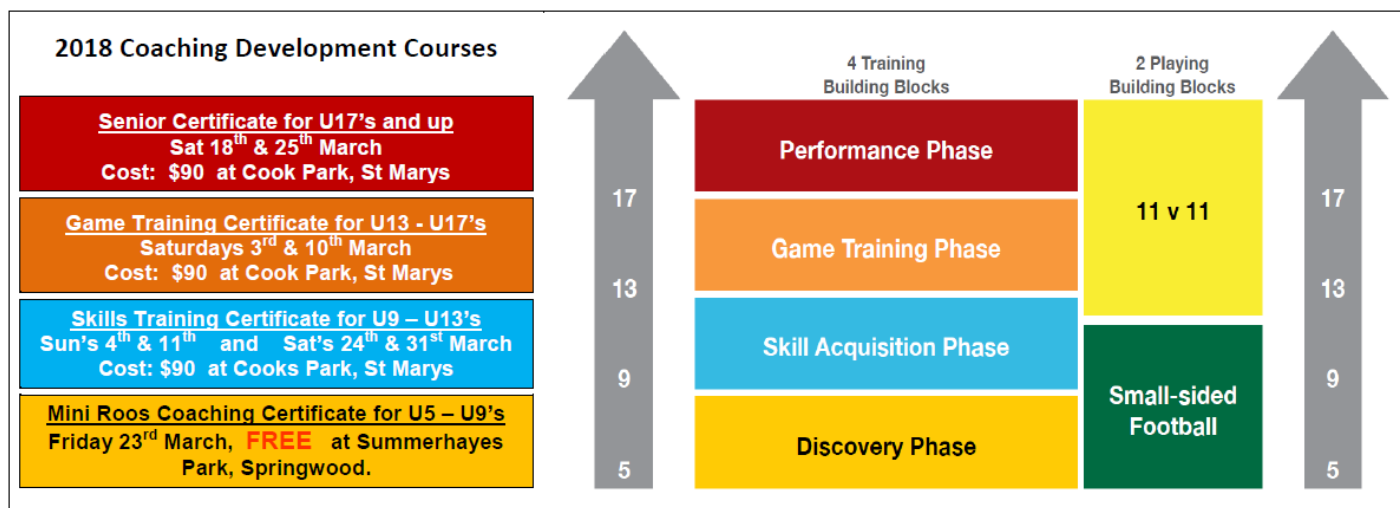 2018 Coaching Development Courses
Senior Certificate for U17’s and up
Sat 18th & 25th March
Cost: $90 at Cook Park, St Marys
Game Training Certificate for U13 - U17’s
Saturdays 3rd & 10th March
Cost: $90 at Cook Park, St Marys
Skills Training Certificate for U9 – U13’s
Sun’s 4th & 11th and Sat’s 24th & 31st March
Cost: $90 at Cooks Park, St Marys
Mini Roos Coaching Certificate for U5 – U9’s
Friday 23rd March, FREE at Summerhayes
Park, Springwood.
17
13
9
5
4 Training
Building Blocks
Performance Phase
Game Training Phase
Skill Acquisition Phase
Discovery Phase
2 Playing
Building Blocks
11 v 11
Small-sided
Football
17
13
9
5